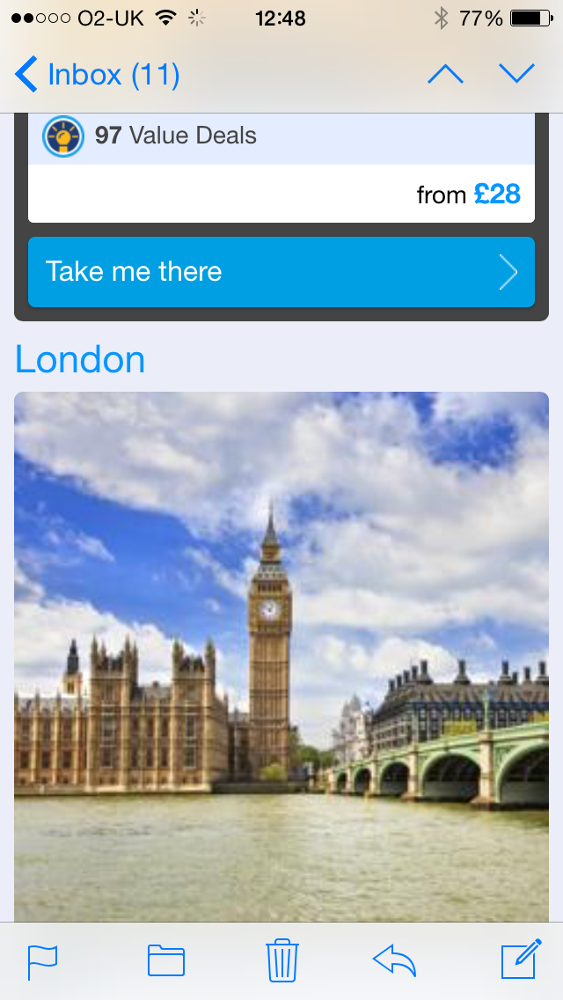 O2-UK 12:48 77%
Inbox (11)
97 Value Deals
from £28
Take me there
London